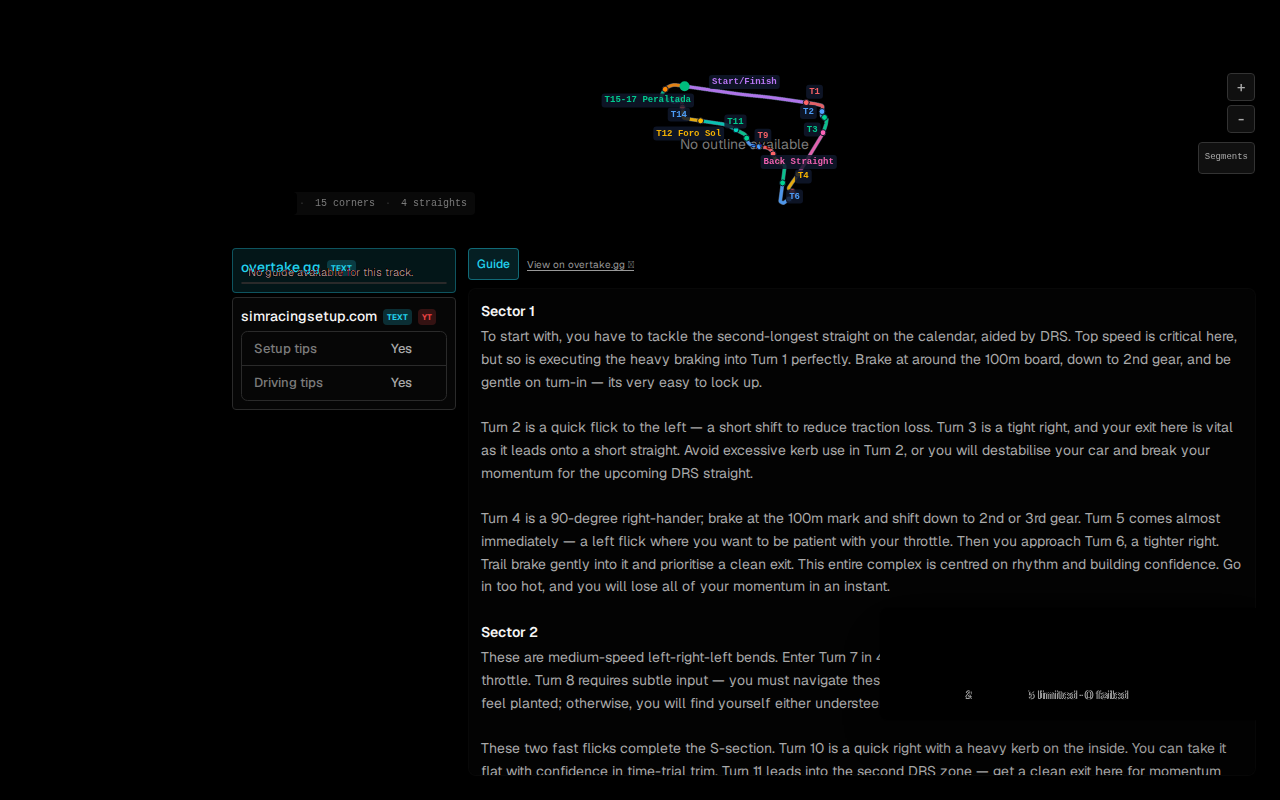 Start/Finish
T1
T15-17 Peraltada
T14
T2
T11
T3
T12 Foro Sol
T9
No outline available
Back Straight
T4
T6
+
-
Segments
· 15 corners · 4 straights
overtake.gg TEXT
No guide available for this track.
simracingsetup.com TEXT YT
Setup tips Yes
Driving tips Yes
Guide View on overtake.gg
Sector 1
To start with, you have to tackle the second-longest straight on the calendar, aided by DRS. Top speed is critical here,
but so is executing the heavy braking into Turn 1 perfectly. Brake at around the 100m board, down to 2nd gear, and be
gentle on turn-in — its very easy to lock up.
Turn 2 is a quick flick to the left — a short shift to reduce traction loss. Turn 3 is a tight right, and your exit here is vital
as it leads onto a short straight. Avoid excessive kerb use in Turn 2, or you will destabilise your car and break your
momentum for the upcoming DRS straight.
Turn 4 is a 90-degree right-hander; brake at the 100m mark and shift down to 2nd or 3rd gear. Turn 5 comes almost
immediately — a left flick where you want to be patient with your throttle. Then you approach Turn 6, a tighter right.
Trail brake gently into it and prioritise a clean exit. This entire complex is centred on rhythm and building confidence. Go
in too hot, and you will lose all of your momentum in an instant.
Sector 2
These are medium-speed left-right-left bends. Enter Turn 7 in
throttle. Turn 8 requires subtle input — you must navigate
feel planted; otherwise, you will find yourself either
&
These two fast flicks complete the S-section. Turn 10 is a quick right with a heavy kerb on the inside. You can take it
flat with confidence in time-trial trim. Turn 11 leads into the second DRS zone — get a clean exit here for momentum